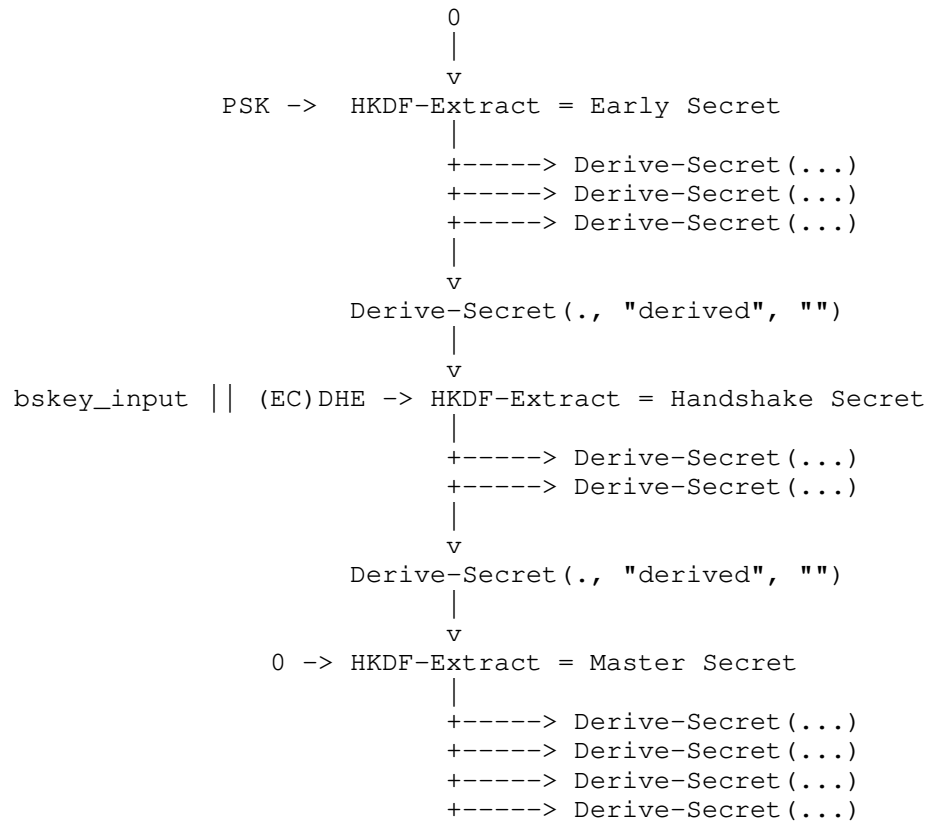 0
                                    |
                                    v
                  PSK ->  HKDF-Extract = Early Secret
                                    |
                                    +-----> Derive-Secret(...)
                                    +-----> Derive-Secret(...)
                                    +-----> Derive-Secret(...)
                                    |
                                    v
                            Derive-Secret(., "derived", "")
                                    |
                                    v
bskey_input || (EC)DHE -> HKDF-Extract = Handshake Secret
                                    |
                                    +-----> Derive-Secret(...)
                                    +-----> Derive-Secret(...)
                                    |
                                    v
                            Derive-Secret(., "derived", "")
                                    |
                                    v
                       0 -> HKDF-Extract = Master Secret
                                    |
                                    +-----> Derive-Secret(...)
                                    +-----> Derive-Secret(...)
                                    +-----> Derive-Secret(...)
                                    +-----> Derive-Secret(...)